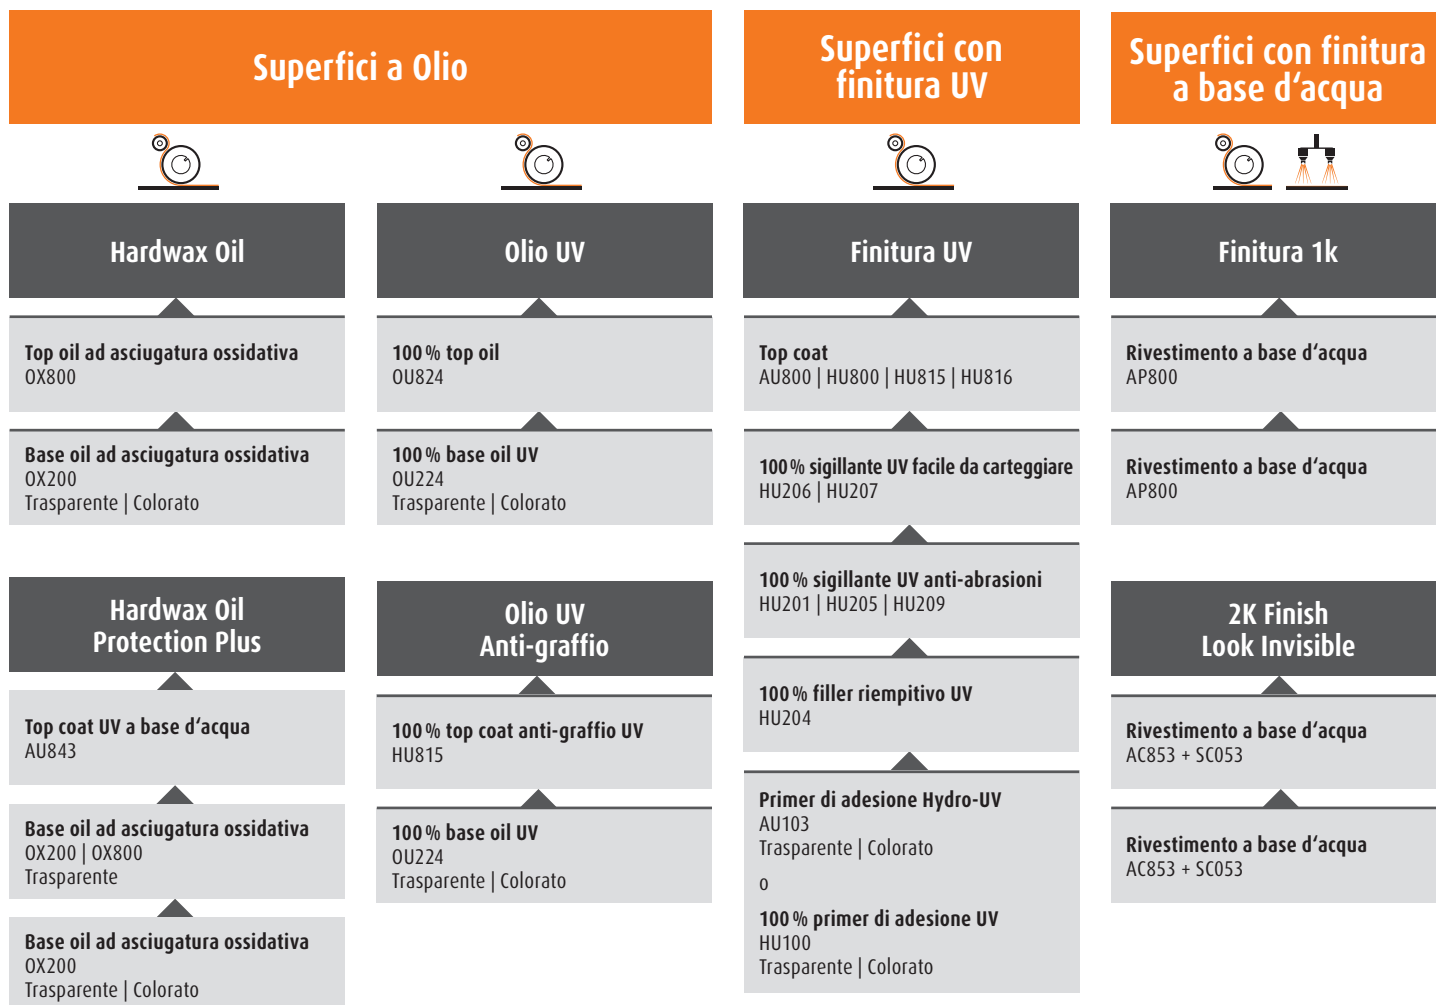 Superfici a Olio
Hardwax Oil
Top oil ad asciugatura ossidativa
OX800
Base oil ad asciugatura ossidativa
OX200
Trasparente | Colorato
Hardwax Oil
Protection Plus
Top coat UV a base d‘acqua
AU843
Base oil ad asciugatura ossidativa
OX200 | OX800
Trasparente
Base oil ad asciugatura ossidativa
OX200
Trasparente | Colorato
Olio UV
100 % top oil
OU824
100 % base oil UV
OU224
Trasparente | Colorato
Olio UV
Anti-graffio
100 % top coat anti-graffio UV
HU815
100 % base oil UV
OU224
Trasparente | Colorato
Superfici con
finitura UV
Finitura UV
Top coat
AU800 | HU800 | HU815 | HU816
100 % sigillante UV facile da carteggiare
HU206 | HU207
100 % sigillante UV anti-abrasioni
HU201 | HU205 | HU209
100 % filler riempitivo UV
HU204
Primer di adesione Hydro-UV
AU103
Trasparente | Colorato
o
100 % primer di adesione UV
HU100
Trasparente | Colorato
Superfici con finitura
a base d‘acqua
Finitura 1k
Rivestimento a base d‘acqua
AP800
Rivestimento a base d‘acqua
AP800
2K Finish
Look Invisible
Rivestimento a base d‘acqua
AC853 + SC053
Rivestimento a base d‘acqua
AC853 + SC053